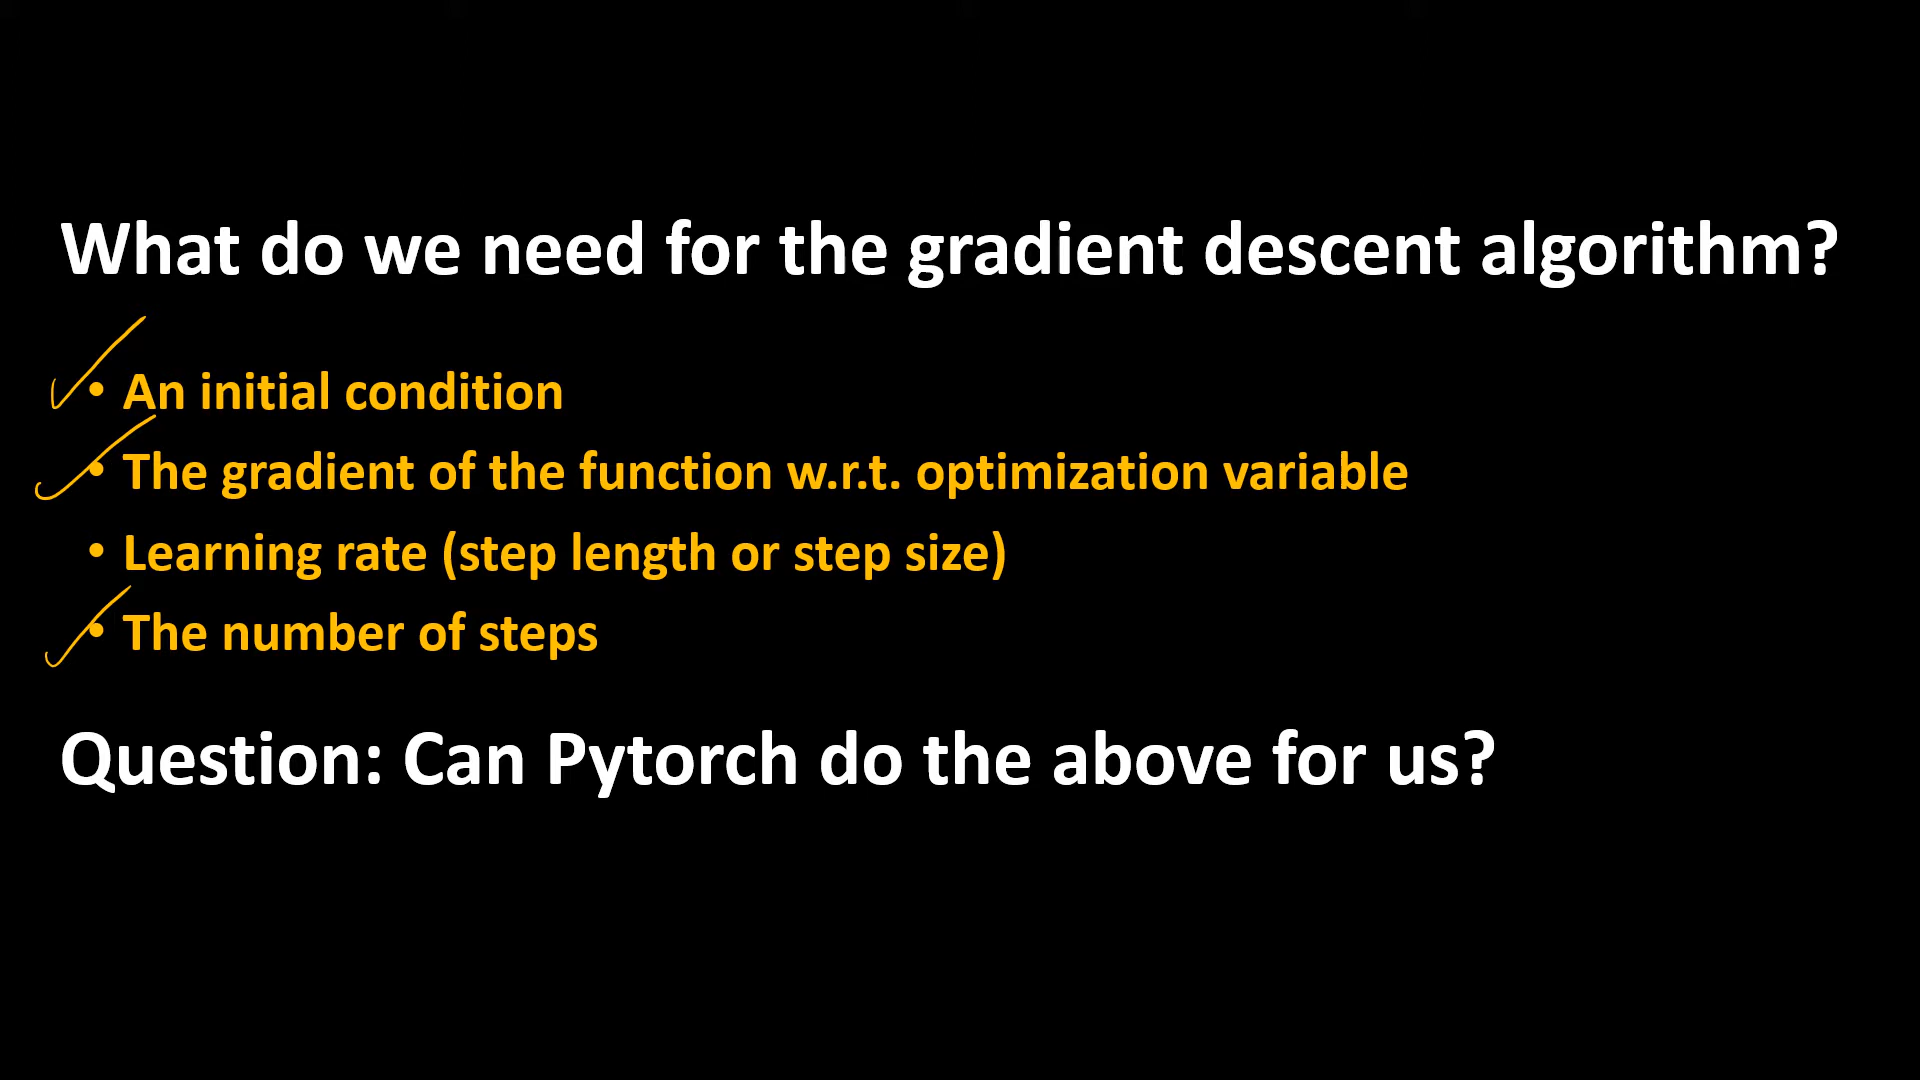 What do we need for the gradient descent algorithm?
• An initial condition
• The gradient of the function w.r.t. optimization variable
• Learning rate (step length or step size)
• The number of steps
Question: Can Pytorch do the above for us?